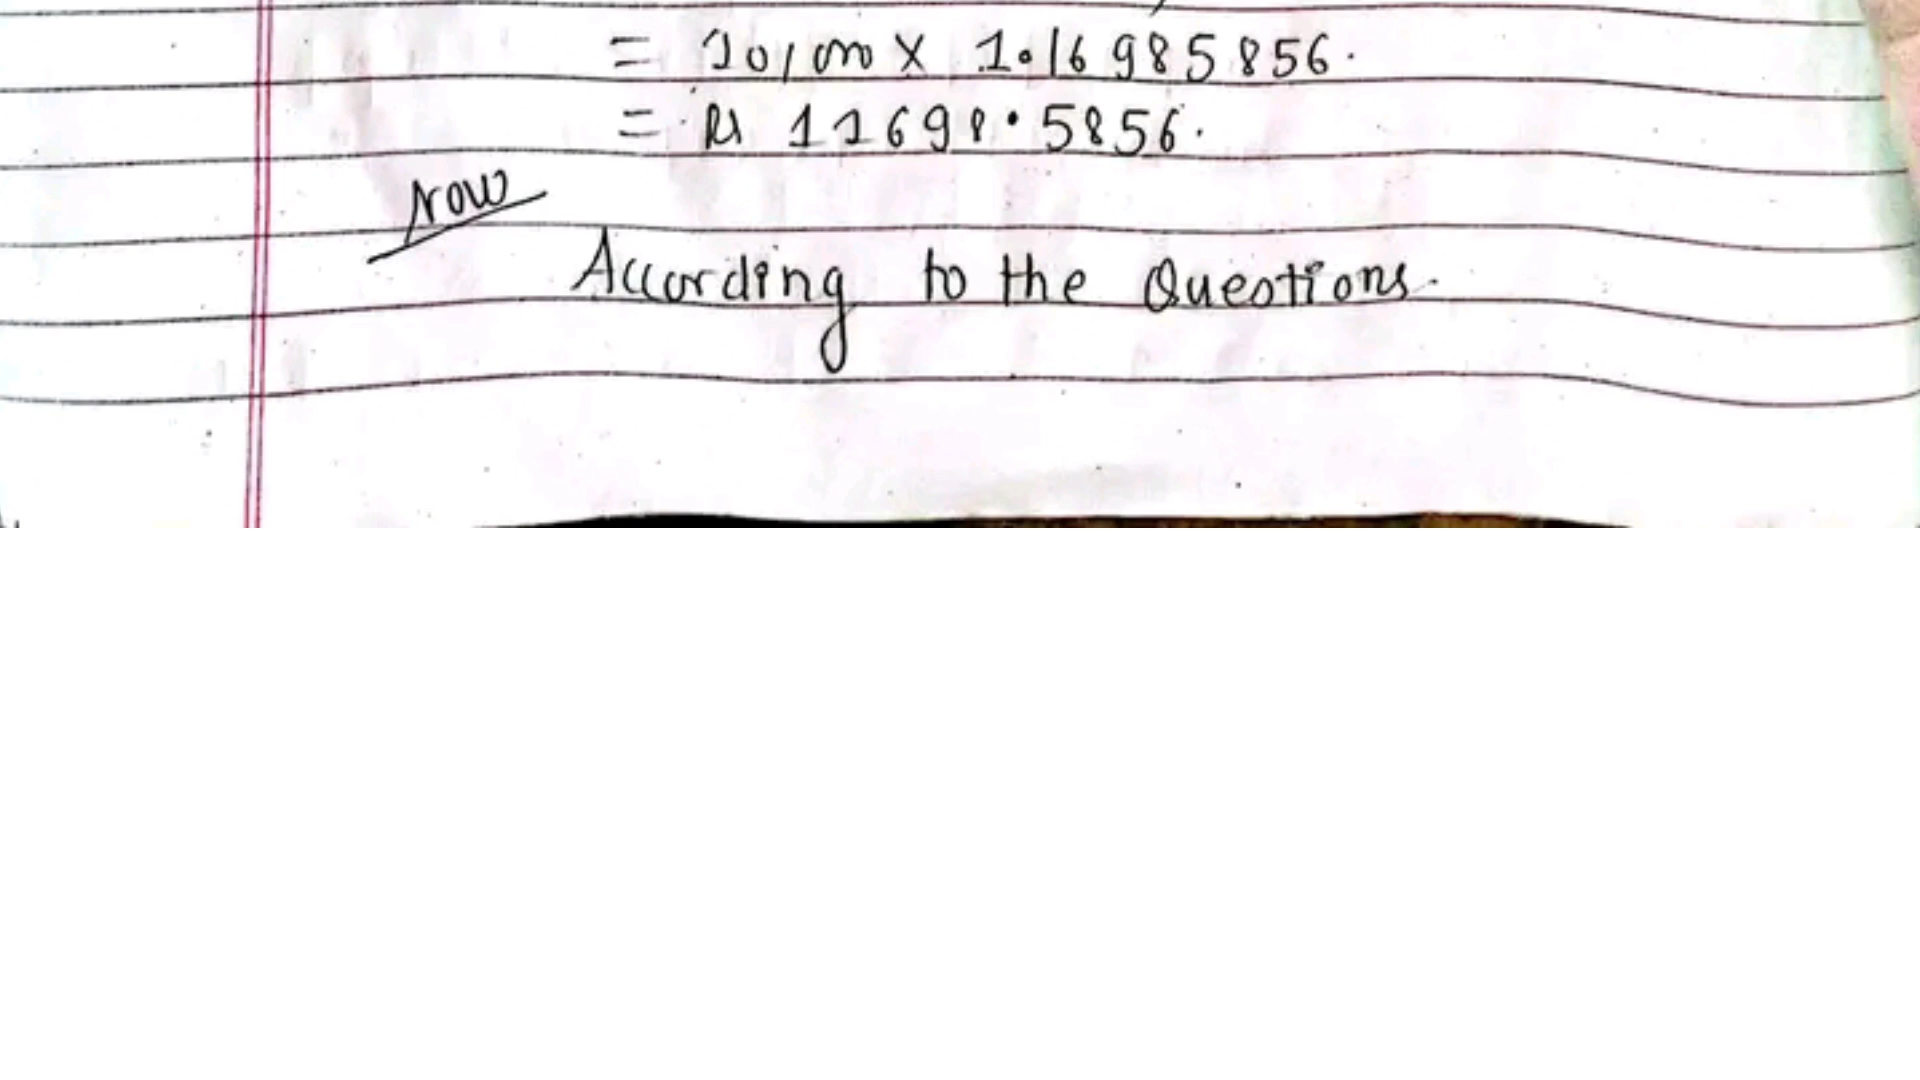 = 10,000 x 1.16985856.
= Rs 11698.5856.
Now
According to the Questions.